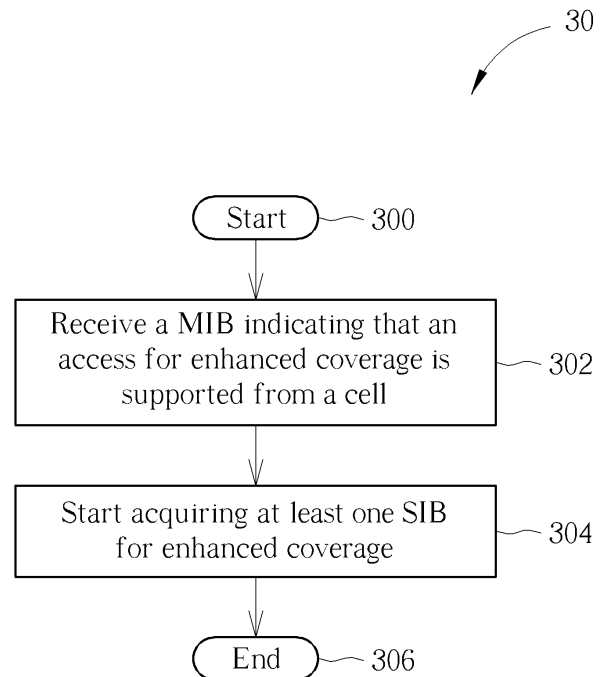 30
Start
300
Receive a MIB indicating that an
access for enhanced coverage is
supported from a cell
302
Start acquiring at least one SIB
for enhanced coverage
304
End
306